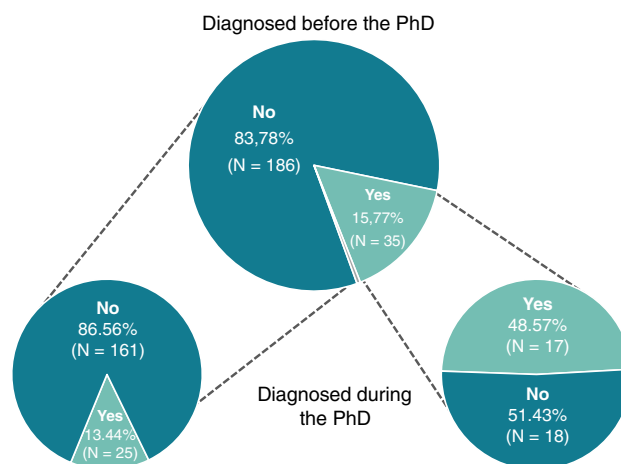 Diagnosed before the PhD
No
83,78%
(N = 186)
Yes
15,77%
(N = 35)
No
86.56%
(N = 161)
Yes
13.44%
(N = 25)
Diagnosed during
the PhD
Yes
48.57%
(N = 17)
No
51.43%
(N = 18)